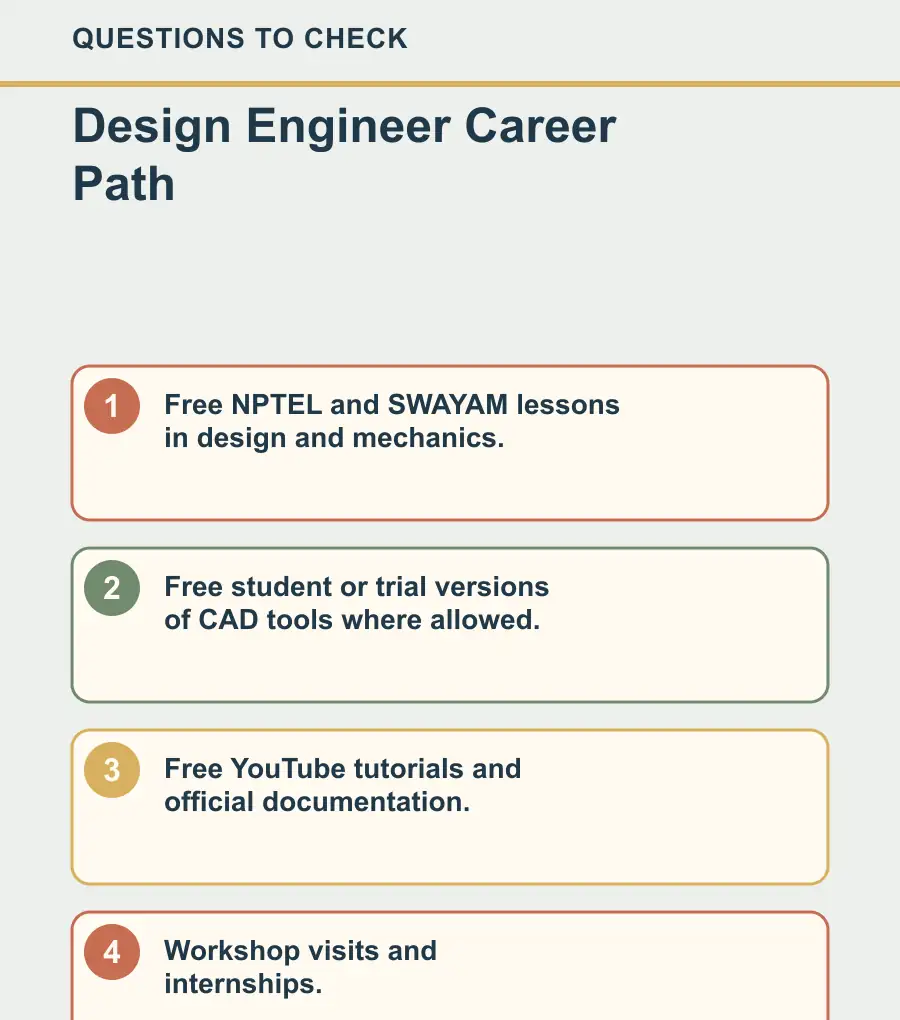 QUESTIONS TO CHECK
Design Engineer Career
Path
1
Free NPTEL and SWAYAM lessons
in design and mechanics.
2
Free student or trial versions
of CAD tools where allowed.
3
Free YouTube tutorials and
official documentation.
4
Workshop visits and
internships.